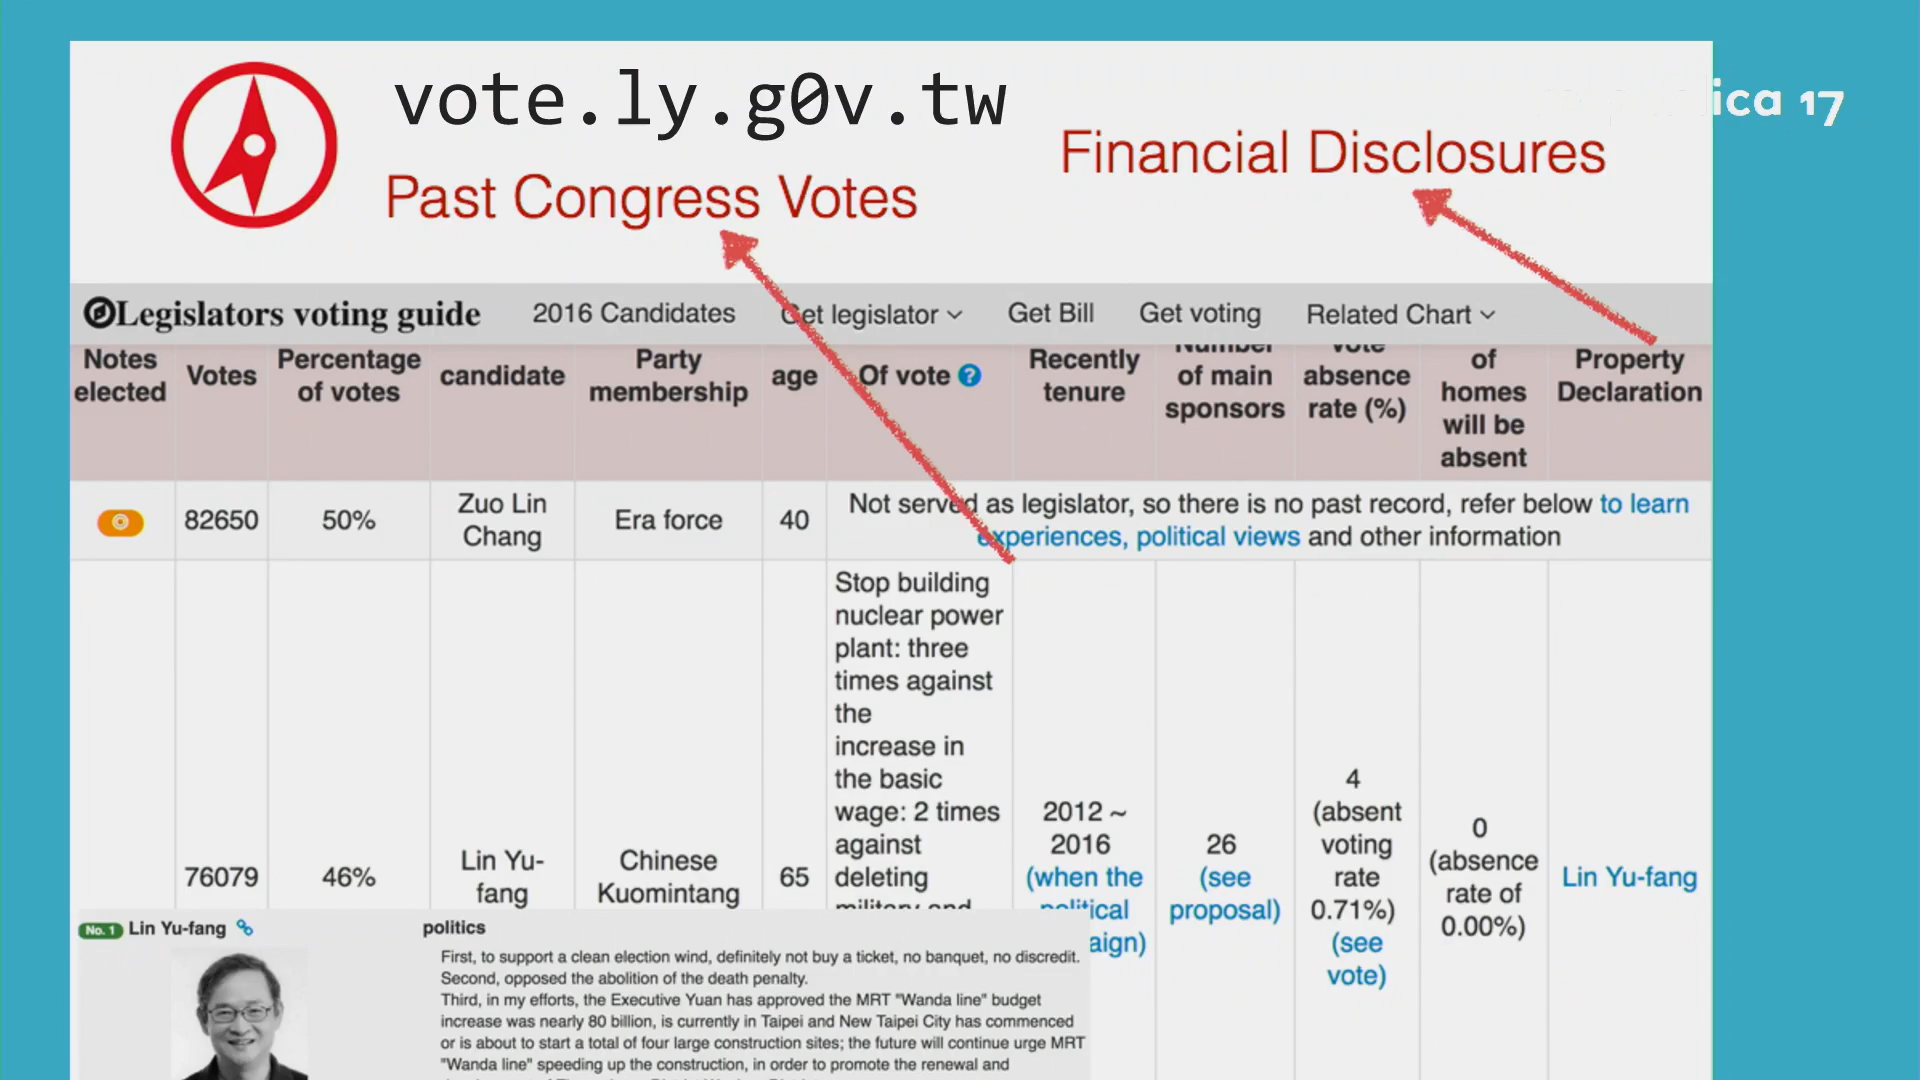 vote.ly.g0v.tw
ica 17
Financial Disclosures
Past Congress Votes
Legislators voting guide 2016 Candidates Get legislator Get Bill Get voting Related Chart
Notes elected
Votes
Percentage of votes
candidate
Party membership
age
Of vote ?
Recently tenure
of main sponsors
absence rate (%)
of homes will be absent
Property Declaration
82650
50%
Zuo Lin Chang
Era force
40
Not served as legislator, so there is no past record, refer below to learn
experiences, political views and other information
76079
46%
Lin Yu-
fang
Chinese
Kuomintang
65
Stop building
nuclear power
plant: three
times against
the
increase in
the basic
wage: 2 times
against
deleting
military and
2012 ~
2016
(when the
political
aign)
26
(see
proposal)
4
(absent
voting
rate
0.71%)
(see
vote)
0
(absence
rate of
0.00%)
Lin Yu-fang
No. 1 Lin Yu-fang
politics
First, to support a clean election wind, definitely not buy a ticket, no banquet, no discredit.
Second, opposed the abolition of the death penalty.
Third, in my efforts, the Executive Yuan has approved the MRT "Wanda line" budget
increase was nearly 80 billion, is currently in Taipei and New Taipei City has commenced
or is about to start a total of four large construction sites; the future will continue urge MRT
"Wanda line" speeding up the construction, in order to promote the renewal and